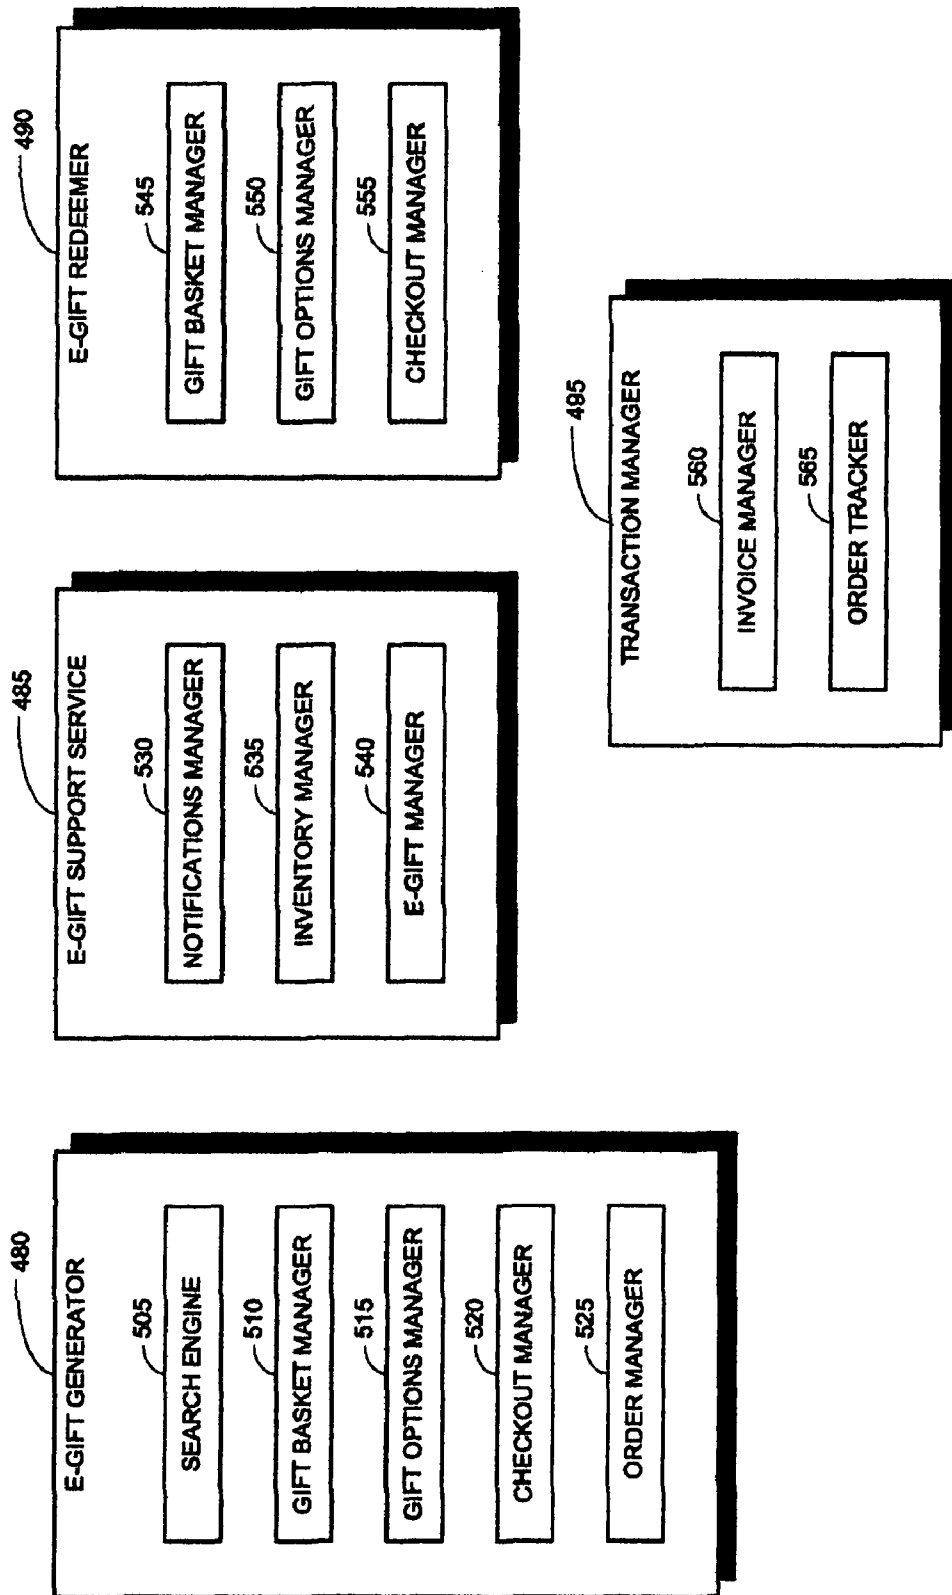 480
E-GIFT GENERATOR
505
SEARCH ENGINE
510
GIFT BASKET MANAGER
515
GIFT OPTIONS MANAGER
520
CHECKOUT MANAGER
525
ORDER MANAGER
485
E-GIFT SUPPORT SERVICE
530
NOTIFICATIONS MANAGER
535
INVENTORY MANAGER
540
E-GIFT MANAGER
490
E-GIFT REDEEMER
545
GIFT BASKET MANAGER
550
GIFT OPTIONS MANAGER
555
CHECKOUT MANAGER
495
TRANSACTION MANAGER
560
INVOICE MANAGER
565
ORDER TRACKER